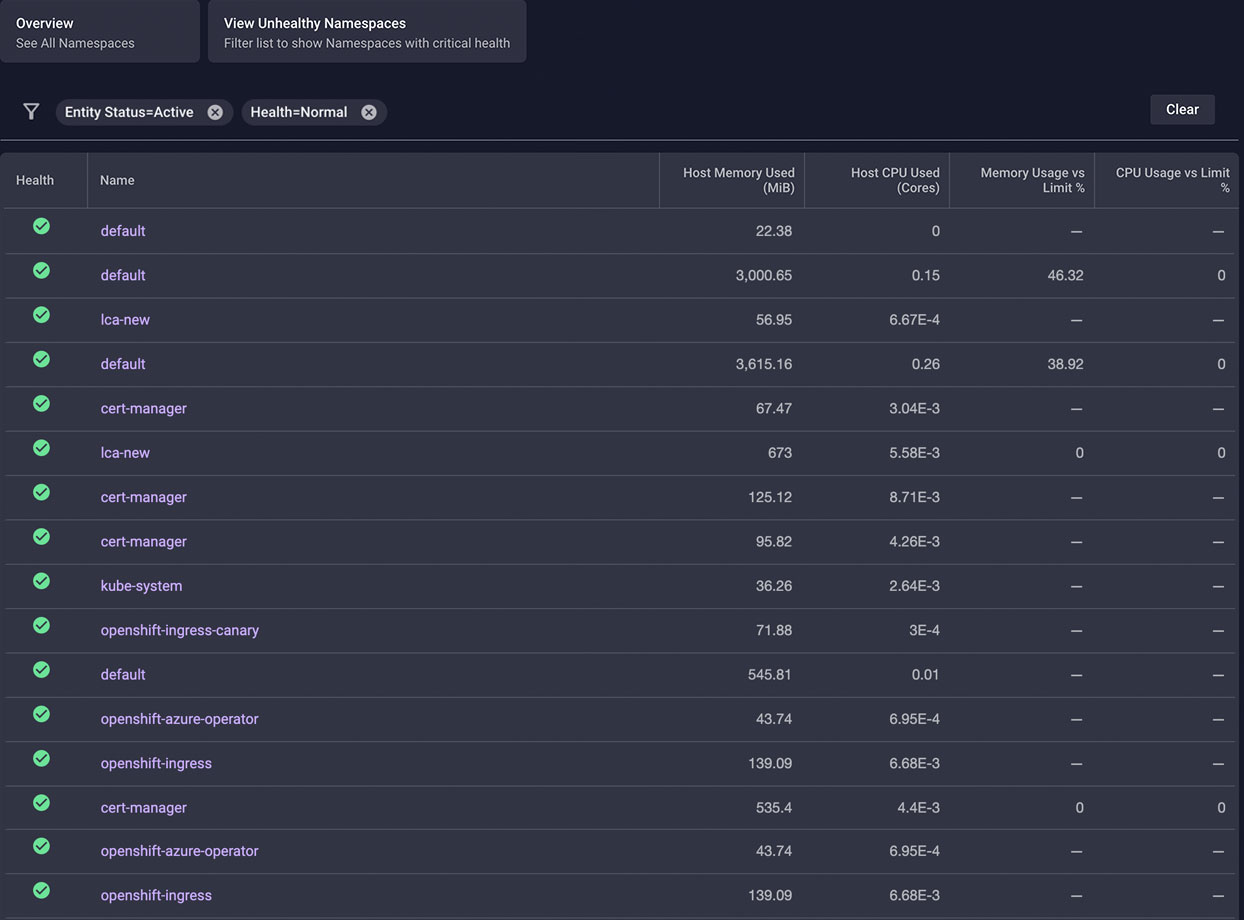 Overview
See All Namespaces
View Unhealthy Namespaces
Filter list to show Namespaces with critical health
Entity Status=Active
Health=Normal
Clear
Health Name Host Memory Used (MiB) Host CPU Used (Cores) Memory Usage vs Limit % CPU Usage vs Limit %
default 22.38 0 — —
default 3,000.65 0.15 46.32 0
lca-new 56.95 6.67E-4 — —
default 3,615.16 0.26 38.92 0
cert-manager 67.47 3.04E-3 — —
lca-new 673 5.58E-3 0 0
cert-manager 125.12 8.71E-3 — —
cert-manager 95.82 4.26E-3 — —
kube-system 36.26 2.64E-3 — —
openshift-ingress-canary 71.88 3E-4 — —
default 545.81 0.01 — —
openshift-azure-operator 43.74 6.95E-4 — —
openshift-ingress 139.09 6.68E-3 — —
cert-manager 535.4 4.4E-3 0 0
openshift-azure-operator 43.74 6.95E-4 — —
openshift-ingress 139.09 6.68E-3 — —